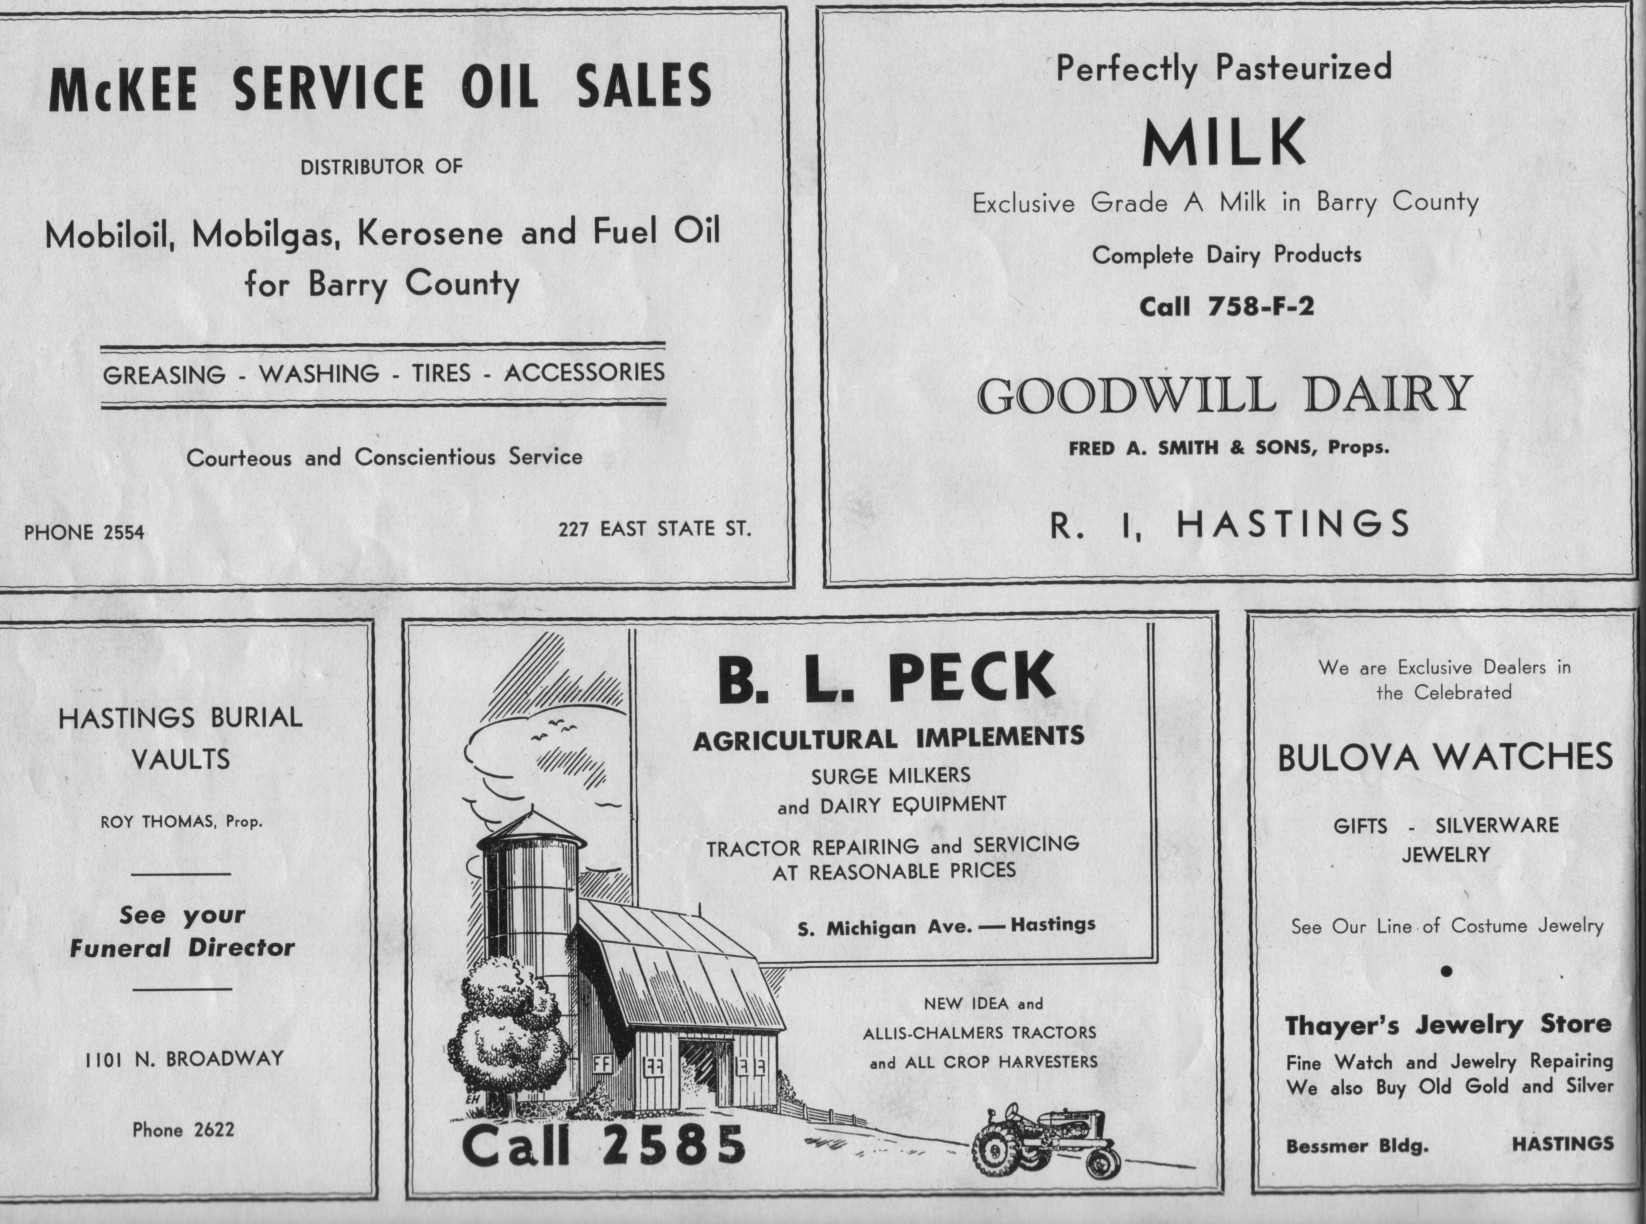 McKEE SERVICE OIL SALES
DISTRIBUTOR OF
Mobiloil, Mobilgas, Kerosene and Fuel Oil
for Barry County
GREASING - WASHING - TIRES - ACCESSORIES
Courteous and Conscientious Service
PHONE 2554
227 EAST STATE ST.
Perfectly Pasteurized
MILK
Exclusive Grade A Milk in Barry County
Complete Dairy Products
Call 758-F-2
GOODWILL DAIRY
FRED A. SMITH & SONS, Props.
R. 1, HASTINGS
HASTINGS BURIAL
VAULTS
ROY THOMAS, Prop.
See your
Funeral Director
1101 N. BROADWAY
Phone 2622
B. L. PECK
AGRICULTURAL IMPLEMENTS
SURGE MILKERS
and DAIRY EQUIPMENT
TRACTOR REPAIRING and SERVICING
AT REASONABLE PRICES
S. Michigan Ave. — Hastings
NEW IDEA and
ALLIS-CHALMERS TRACTORS
and ALL CROP HARVESTERS
EH
Call 2585
We are Exclusive Dealers in
the Celebrated
BULOVA WATCHES
GIFTS - SILVERWARE
JEWELRY
See Our Line of Costume Jewelry
•
Thayer's Jewelry Store
Fine Watch and Jewelry Repairing
We also Buy Old Gold and Silver
Bessmer Bldg. HASTINGS